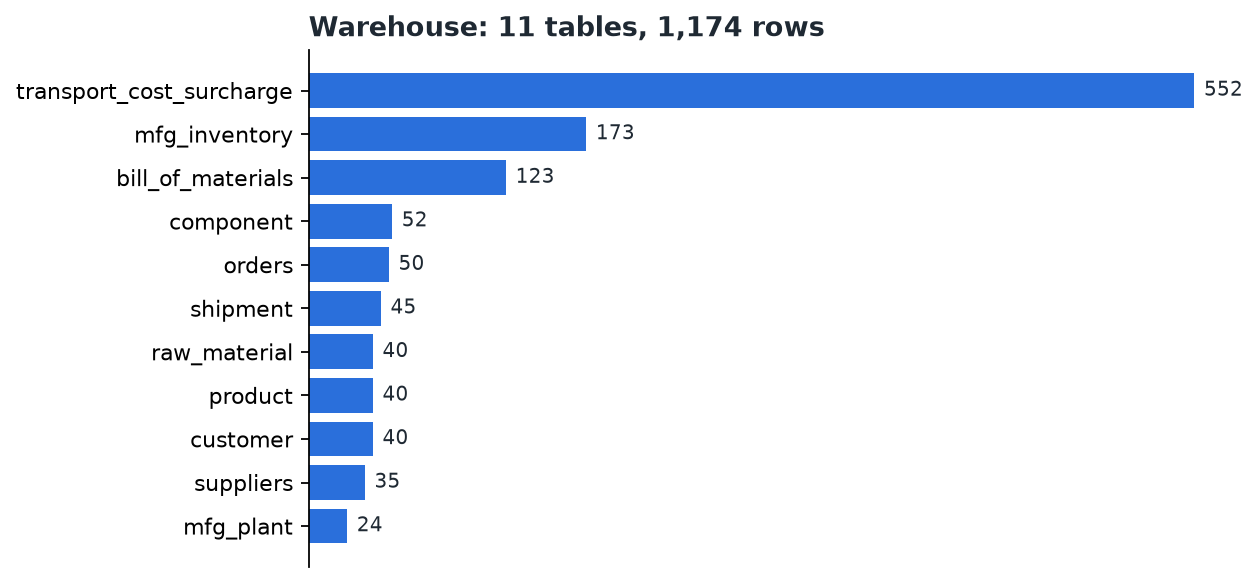 Warehouse: 11 tables, 1,174 rows
transport_cost_surcharge 552
mfg_inventory 173
bill_of_materials 123
component 52
orders 50
shipment 45
raw_material 40
product 40
customer 40
suppliers 35
mfg_plant 24